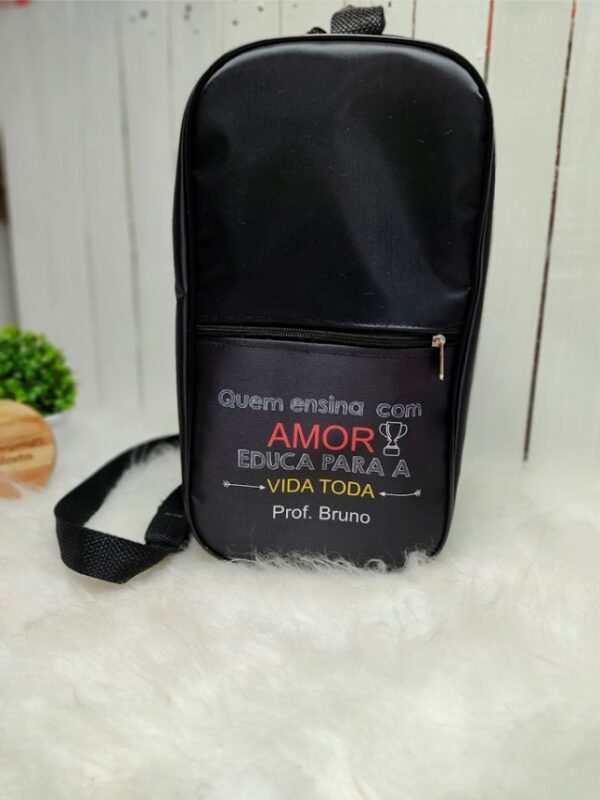 Quem ensina com
AMOR
EDUCA PARA A
VIDA TODA
Prof. Bruno